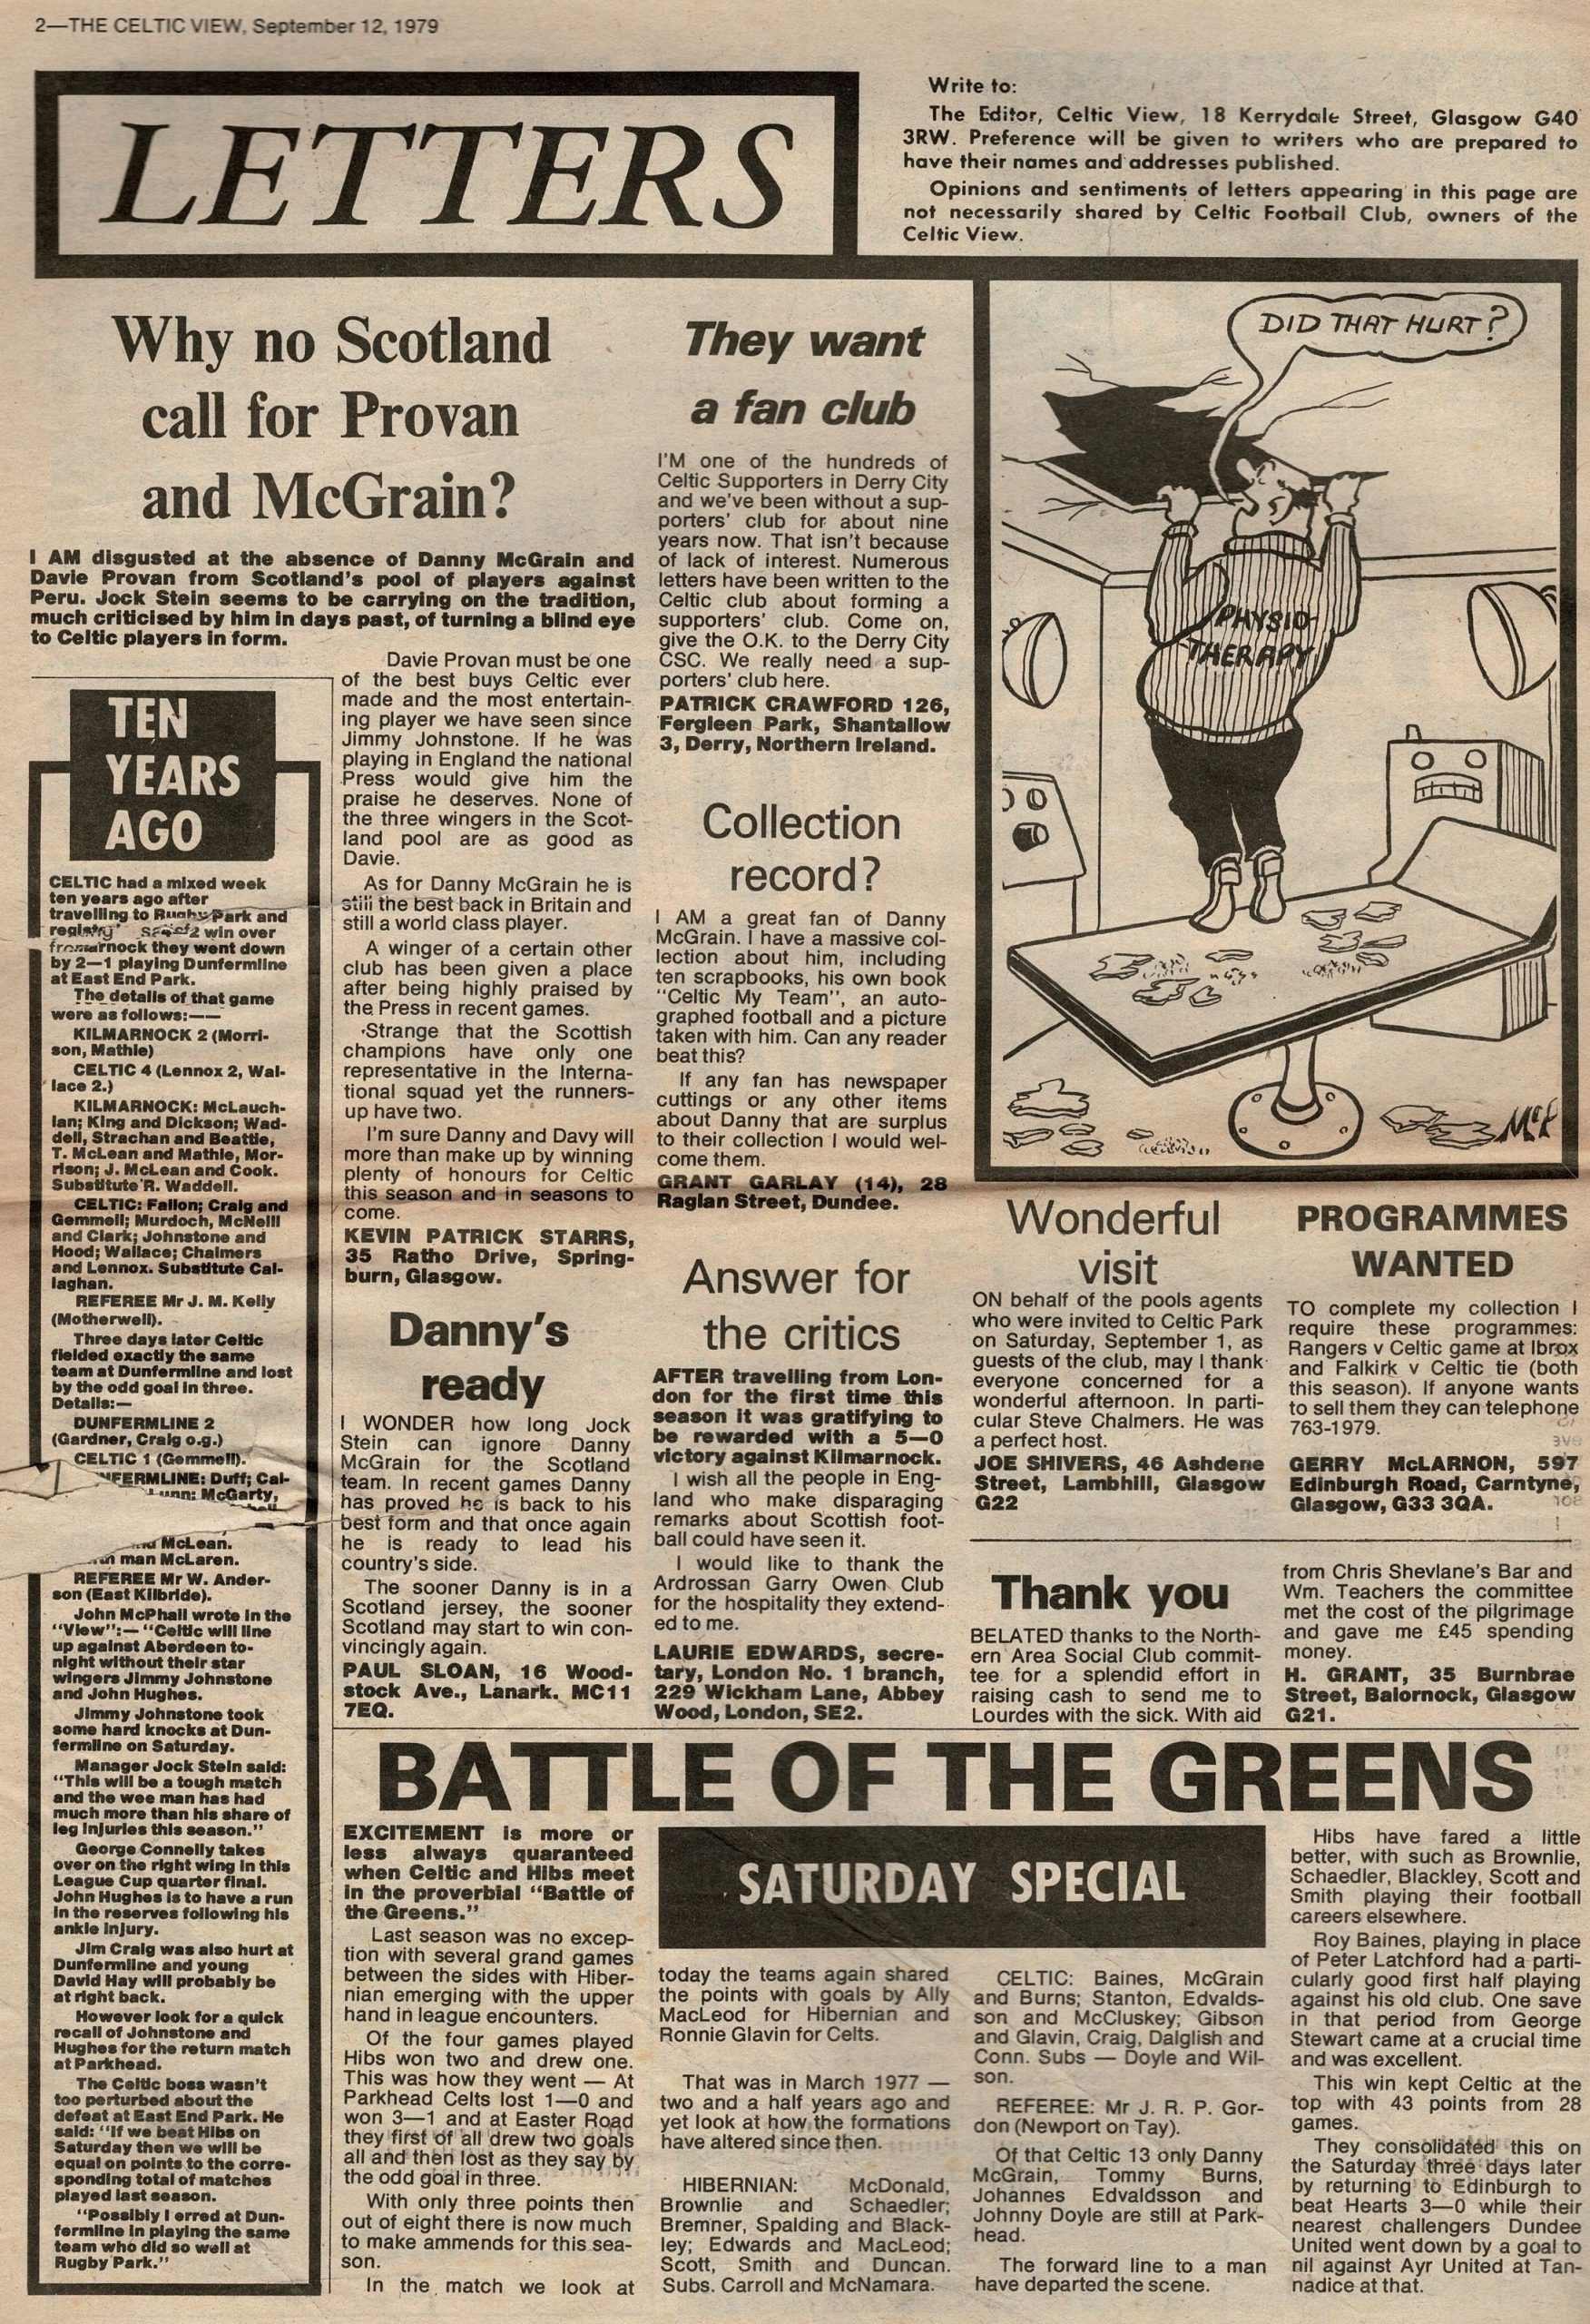 2—THE CELTIC VIEW, September 12, 1979
LETTERS
Write to:
The Editor, Celtic View, 18 Kerrydale Street, Glasgow G40
3RW. Preference will be given to writers who are prepared to
have their names and addresses published.
Opinions and sentiments of letters appearing in this page are
not necessarily shared by Celtic Football Club, owners of the
Celtic View.
Why no Scotland
call for Provan
and McGrain?
I AM disgusted at the absence of Danny McGrain and
Davie Provan from Scotland's pool of players against
Peru. Jock Stein seems to be carrying on the tradition,
much criticised by him in days past, of turning a blind eye
to Celtic players in form.
Davie Provan must be one
of the best buys Celtic ever
made and the most entertain-
ing player we have seen since
Jimmy Johnstone. If he was
playing in England the national
Press would give him the
praise he deserves. None of
the three wingers in the Scot-
land pool are as good as
Davie.
As for Danny McGrain he is
still the best back in Britain and
still a world class player.
A winger of a certain other
club has been given a place
after being highly praised by
the Press in recent games.
Strange that the Scottish
champions have only one
representative in the Interna-
tional squad yet the runners-
up have two.
I'm sure Danny and Davy will
more than make up by winning
plenty of honours for Celtic
this season and in seasons to
come.
KEVIN PATRICK STARRS,
35 Ratho Drive, Spring-
burn, Glasgow.
TEN
YEARS
AGO
CELTIC had a mixed week
ten years ago after
travelling to Rugby Park and
win over
they went down
by 2—1 playing Dunfermline
at East End Park.
The details of that game
were as follows:——
KILMARNOCK 2 (Morri-
son, Mathie)
CELTIC 4 (Lennox 2, Wal-
lace 2.)
KILMARNOCK: McLauch-
lan; King and Dickson; Wad-
dell, Strachan and Beattie,
T. McLean and Mathie, Mor-
rison; J. McLean and Cook.
Substitute R. Waddell.
CELTIC: Fallon; Craig and
Gemmell; Murdoch, McNeill
and Clark; Johnstone and
Hood; Wallace; Chalmers
and Lennox. Substitute Cal-
laghan.
REFEREE Mr J. M. Kelly
(Motherwell).
Three days later Celtic
fielded exactly the same
team at Dunfermline and lost
by the odd goal in three.
Details:—
DUNFERMLINE 2
(Gardner, Craig o.g.)
CELTIC 1 (Gemmell).
Duff; Cal-
McGarty,
McLean.
man McLaren.
REFEREE Mr W. Ander-
son (East Kilbride).
John McPhail wrote in the
"View":— "Celtic will line
up against Aberdeen to-
night without their star
wingers Jimmy Johnstone
and John Hughes.
Jimmy Johnstone took
some hard knocks at Dun-
fermline on Saturday.
Manager Jock Stein said:
"This will be a tough match
and the wee man has had
much more than his share of
leg injuries this season."
George Connelly takes
over on the right wing in this
League Cup quarter final.
John Hughes is to have a run
in the reserves following his
ankle injury.
Jim Craig was also hurt at
Dunfermline and young
David Hay will probably be
at right back.
However look for a quick
recall of Johnstone and
Hughes for the return match
at Parkhead.
The Celtic boss wasn't
too perturbed about the
defeat at East End Park. He
said: "If we beat Hibs on
Saturday then we will be
equal on points to the corre-
sponding total of matches
played last season.
"Possibly I erred at Dun-
fermline in playing the same
team who did so well at
Rugby Park."
Danny's
ready
I WONDER how long Jock
Stein can ignore Danny
McGrain for the Scotland
team. In recent games Danny
has proved he is back to his
best form and that once again
he is ready to lead his
country's side.
The sooner Danny is in a
Scotland jersey, the sooner
Scotland may start to win con-
vincingly again.
PAUL SLOAN, 16 Wood-
stock Ave., Lanark. MC11
7EQ.
They want
a fan club
I'M one of the hundreds of
Celtic Supporters in Derry City
and we've been without a sup-
porters' club for about nine
years now. That isn't because
of lack of interest. Numerous
letters have been written to the
Celtic club about forming a
supporters' club. Come on,
give the O.K. to the Derry City
CSC. We really need a sup-
porters' club here.
PATRICK CRAWFORD 126,
Fergleen Park, Shantallow
3, Derry, Northern Ireland.
Collection
record?
I AM a great fan of Danny
McGrain. I have a massive col-
lection about him, including
ten scrapbooks, his own book
"Celtic My Team", an auto-
graphed football and a picture
taken with him. Can any reader
beat this?
If any fan has newspaper
cuttings or any other items
about Danny that are surplus
to their collection I would wel-
come them.
GRANT GARLAY (14), 28
Raglan Street, Dundee.
Answer for
the critics
AFTER travelling from Lon-
don for the first time this
season it was gratifying to
be rewarded with a 5—0
victory against Kilmarnock.
I wish all the people in Eng-
land who make disparaging
remarks about Scottish foot-
ball could have seen it.
I would like to thank the
Ardrossan Garry Owen Club
for the hospitality they extend-
ed to me.
LAURIE EDWARDS, secre-
tary, London No. 1 branch,
229 Wickham Lane, Abbey
Wood, London, SE2.
DID THAT HURT?
PHYSIO-
THERAPY
Wonderful
visit
ON behalf of the pools agents
who were invited to Celtic Park
on Saturday, September 1, as
guests of the club, may I thank
everyone concerned for a
wonderful afternoon. In parti-
cular Steve Chalmers. He was
a perfect host.
JOE SHIVERS, 46 Ashdene
Street, Lambhill, Glasgow
G22
PROGRAMMES
WANTED
TO complete my collection I
require these programmes:
Rangers v Celtic game at Ibrox
and Falkirk v Celtic tie (both
this season). If anyone wants
to sell them they can telephone
763-1979.
GERRY McLARNON, 597
Edinburgh Road, Carntyne,
Glasgow, G33 3QA.
Thank you
BELATED thanks to the North-
ern Area Social Club commit-
tee for a splendid effort in
raising cash to send me to
Lourdes with the sick. With aid
from Chris Shevlane's Bar and
Wm. Teachers the committee
met the cost of the pilgrimage
and gave me £45 spending
money.
H. GRANT, 35 Burnbrae
Street, Balornock, Glasgow
G21.
BATTLE OF THE GREENS
EXCITEMENT is more or
less always quaranteed
when Celtic and Hibs meet
in the proverbial "Battle of
the Greens."
Last season was no excep-
tion with several grand games
between the sides with Hiber-
nian emerging with the upper
hand in league encounters.
Of the four games played
Hibs won two and drew one.
This was how they went — At
Parkhead Celts lost 1—0 and
won 3—1 and at Easter Road
they first of all drew two goals
all and then lost as they say by
the odd goal in three.
With only three points then
out of eight there is now much
to make ammends for this sea-
son.
In the match we look at
SATURDAY SPECIAL
today the teams again shared
the points with goals by Ally
MacLeod for Hibernian and
Ronnie Glavin for Celts.
That was in March 1977 —
two and a half years ago and
yet look at how the formations
have altered since then.
HIBERNIAN: McDonald,
Brownlie and Schaedler;
Bremner, Spalding and Black-
ley; Edwards and MacLeod;
Scott, Smith and Duncan.
Subs. Carroll and McNamara.
CELTIC: Baines, McGrain
and Burns; Stanton, Edvalds-
son and McCluskey; Gibson
and Glavin, Craig, Dalglish and
Conn. Subs — Doyle and Wil-
son.
REFEREE: Mr J. R. P. Gor-
don (Newport on Tay).
Of that Celtic 13 only Danny
McGrain, Tommy Burns,
Johannes Edvaldsson and
Johnny Doyle are still at Park-
head.
The forward line to a man
have departed the scene.
Hibs have fared a little
better, with such as Brownlie,
Schaedler, Blackley, Scott and
Smith playing their football
careers elsewhere.
Roy Baines, playing in place
of Peter Latchford had a parti-
cularly good first half playing
against his old club. One save
in that period from George
Stewart came at a crucial time
and was excellent.
This win kept Celtic at the
top with 43 points from 28
games.
They consolidated this on
the Saturday three days later
by returning to Edinburgh to
beat Hearts 3—0 while their
nearest challengers Dundee
United went down by a goal to
nil against Ayr United at Tan-
nadice at that.